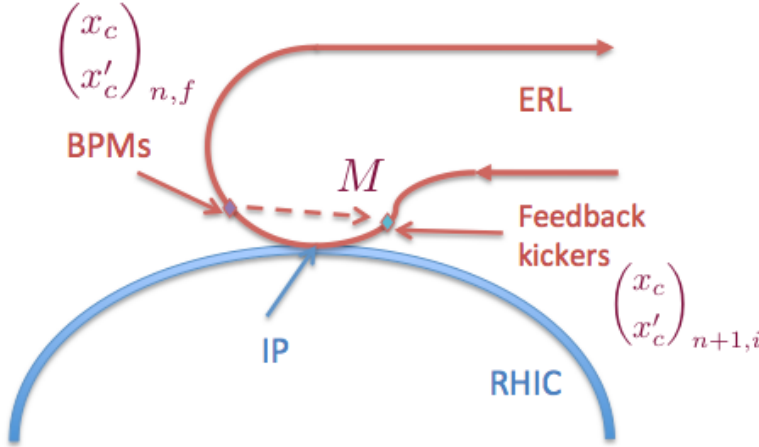 (x_c x'_c)_{n,f}
ERL
BPMs
M
Feedback
kickers
(x_c x'_c)_{n+1,i}
IP
RHIC